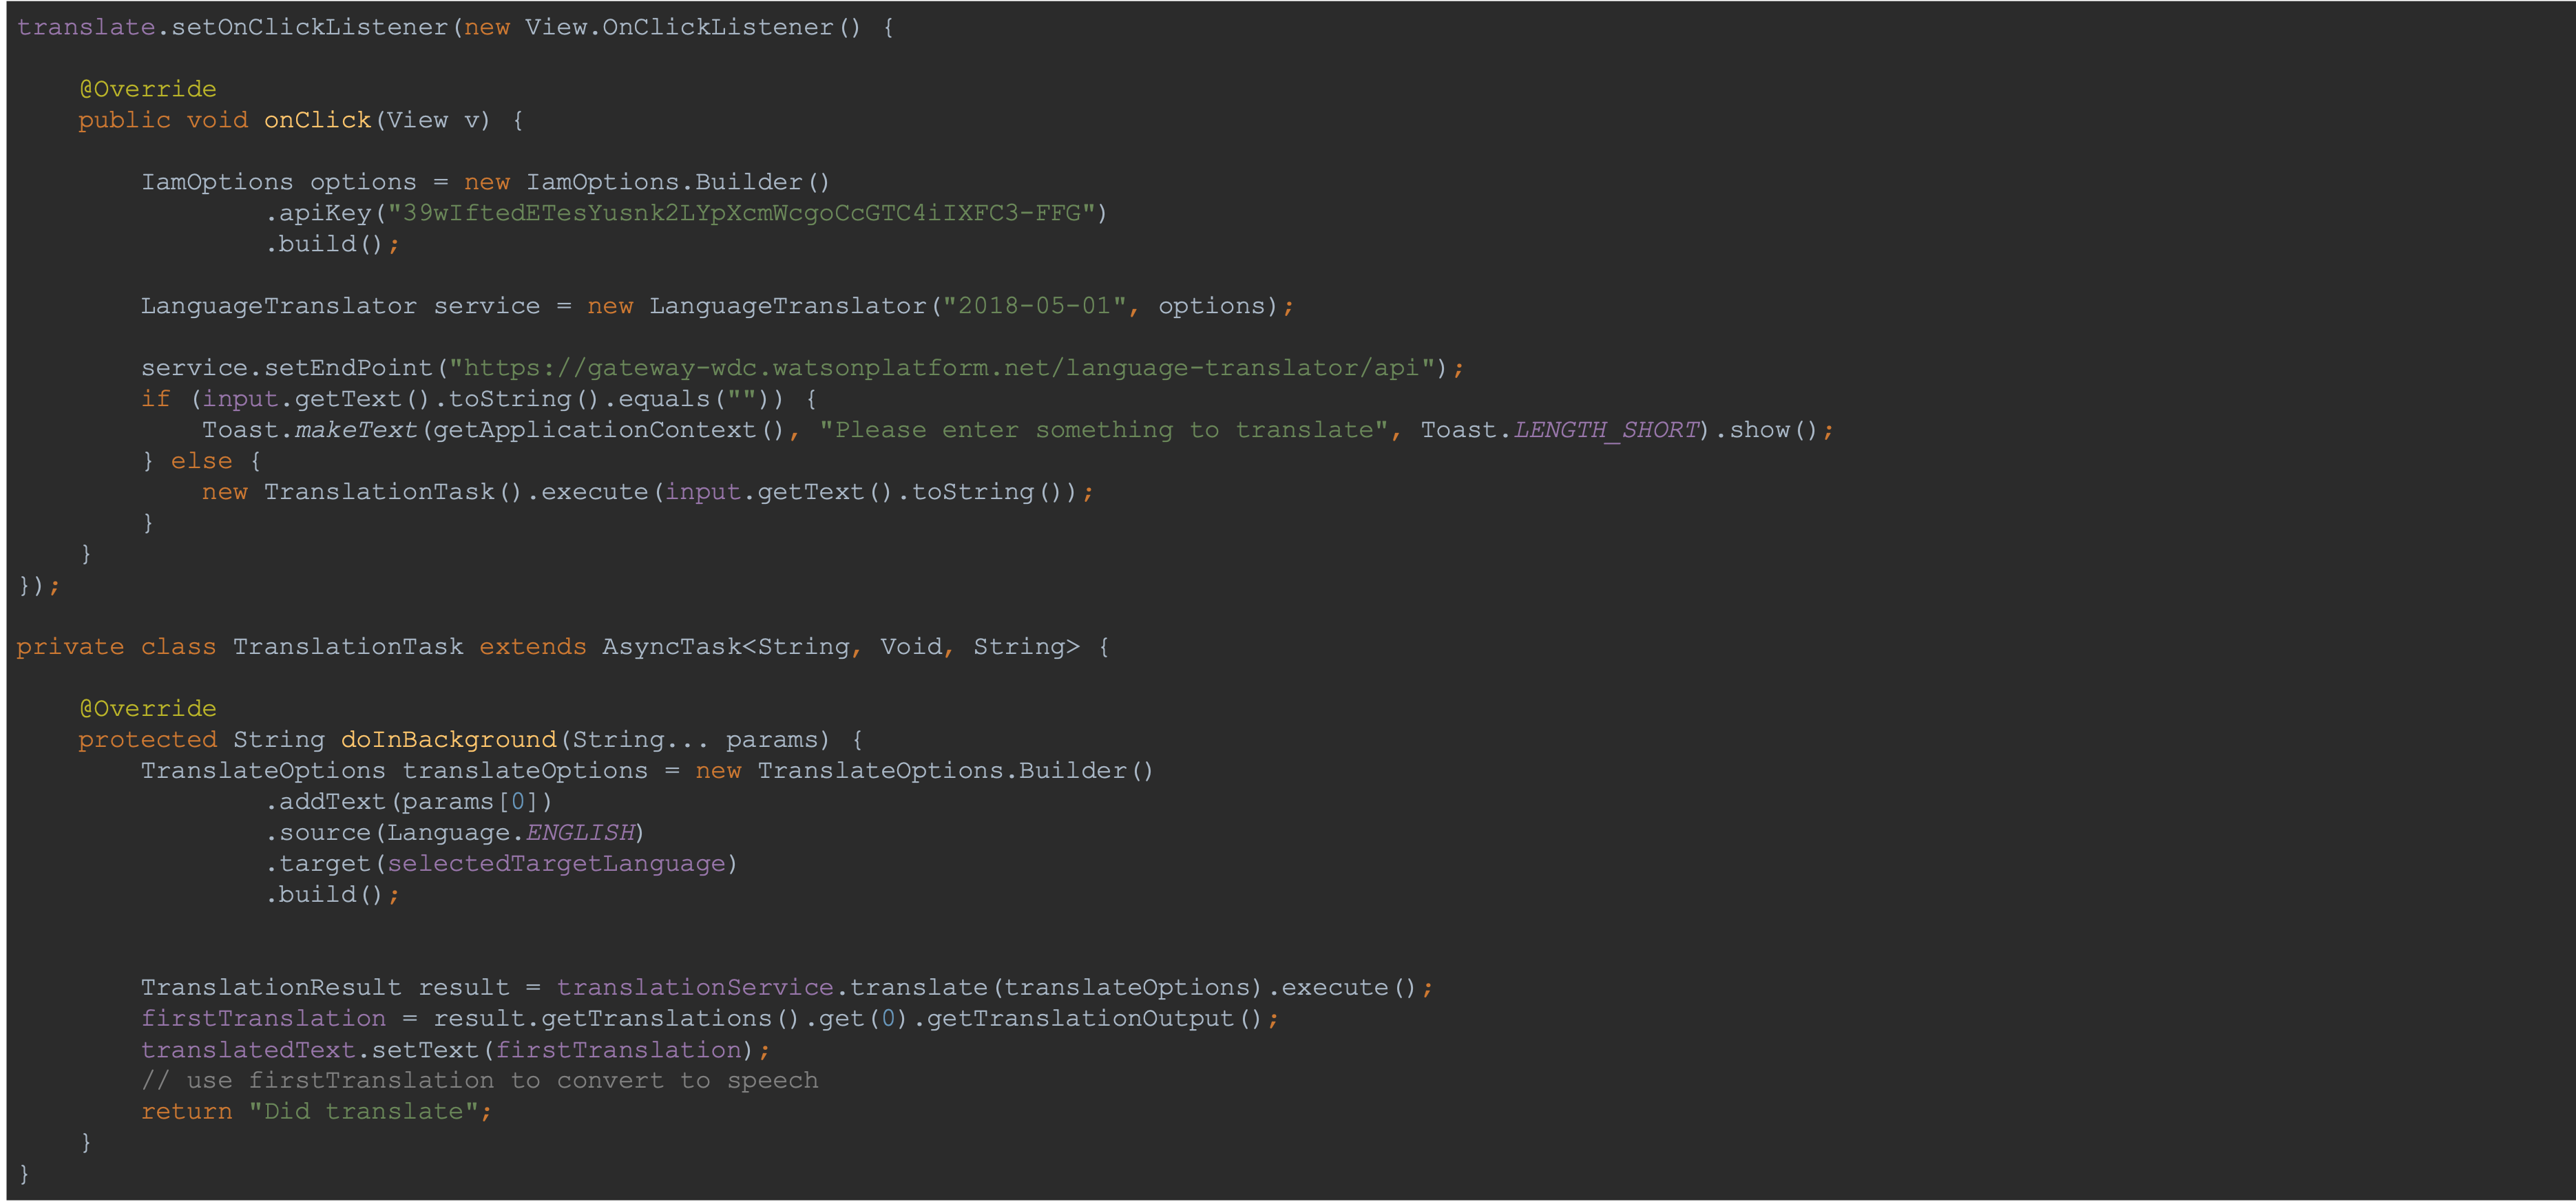 translate.setOnClickListener(new View.OnClickListener() {
@Override
public void onClick(View v) {
IamOptions options = new IamOptions.Builder()
.apiKey("39wIftedETesYusnk2LYpXcmWcgoCcGTC4iIXFC3-FFG")
.build();
LanguageTranslator service = new LanguageTranslator("2018-05-01", options);
service.setEndPoint("https://gateway-wdc.watsonplatform.net/language-translator/api");
if (input.getText().toString().equals("")) {
Toast.makeText(getApplicationContext(), "Please enter something to translate", Toast.LENGTH_SHORT).show();
} else {
new TranslationTask().execute(input.getText().toString());
}
}
});
private class TranslationTask extends AsyncTask<String, Void, String> {
@Override
protected String doInBackground(String... params) {
TranslateOptions translateOptions = new TranslateOptions.Builder()
.addText(params[0])
.source(Language.ENGLISH)
.target(selectedTargetLanguage)
.build();
TranslationResult result = translationService.translate(translateOptions).execute();
firstTranslation = result.getTranslations().get(0).getTranslationOutput();
translatedText.setText(firstTranslation);
// use firstTranslation to convert to speech
return "Did translate";
}
}